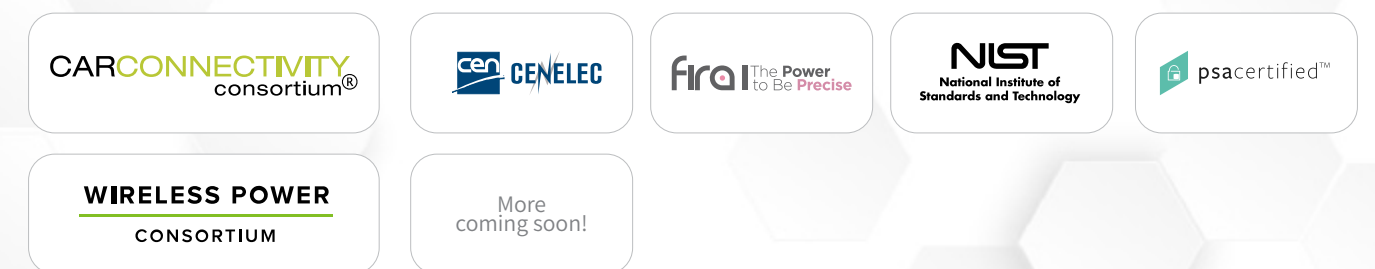 CARCONNECTIVITY
consortium®
cen CENELEC
fira The Power
to Be Precise
NIST
National Institute of
Standards and Technology
psacertified™
WIRELESS POWER
CONSORTIUM
More
coming soon!